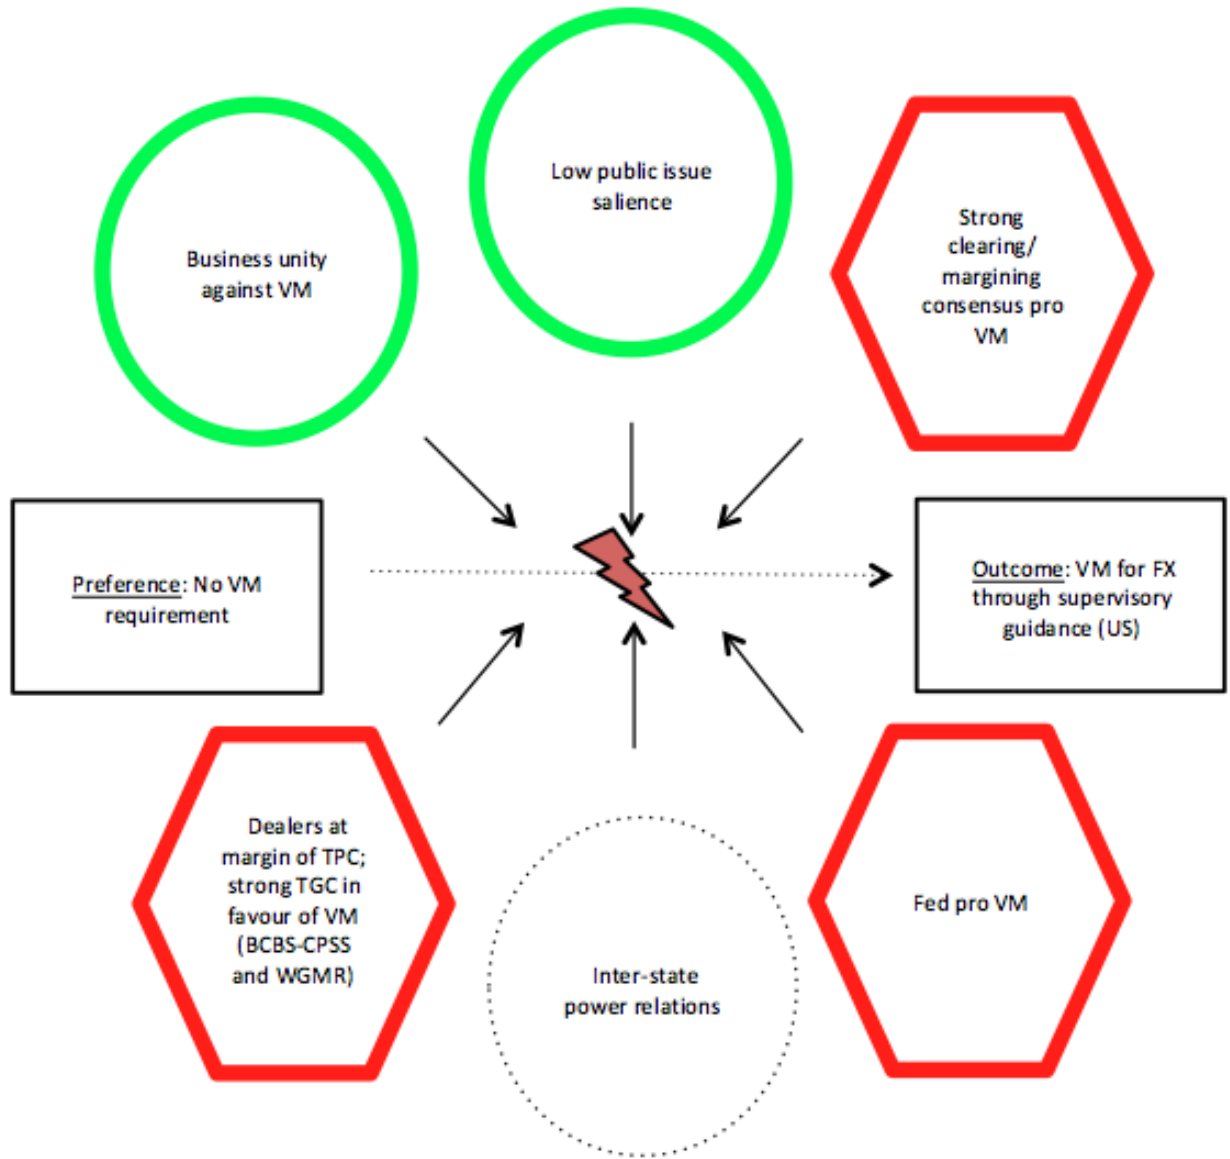 Low public issue
salience
Business unity
against VM
Strong
clearing/
margining
consensus pro
VM
Preference: No VM
requirement
Outcome: VM for FX
through supervisory
guidance (US)
Dealers at
margin of TPC;
strong TGC in
favour of VM
(BCBS-CPSS
and WGMR)
Inter-state
power relations
Fed pro VM